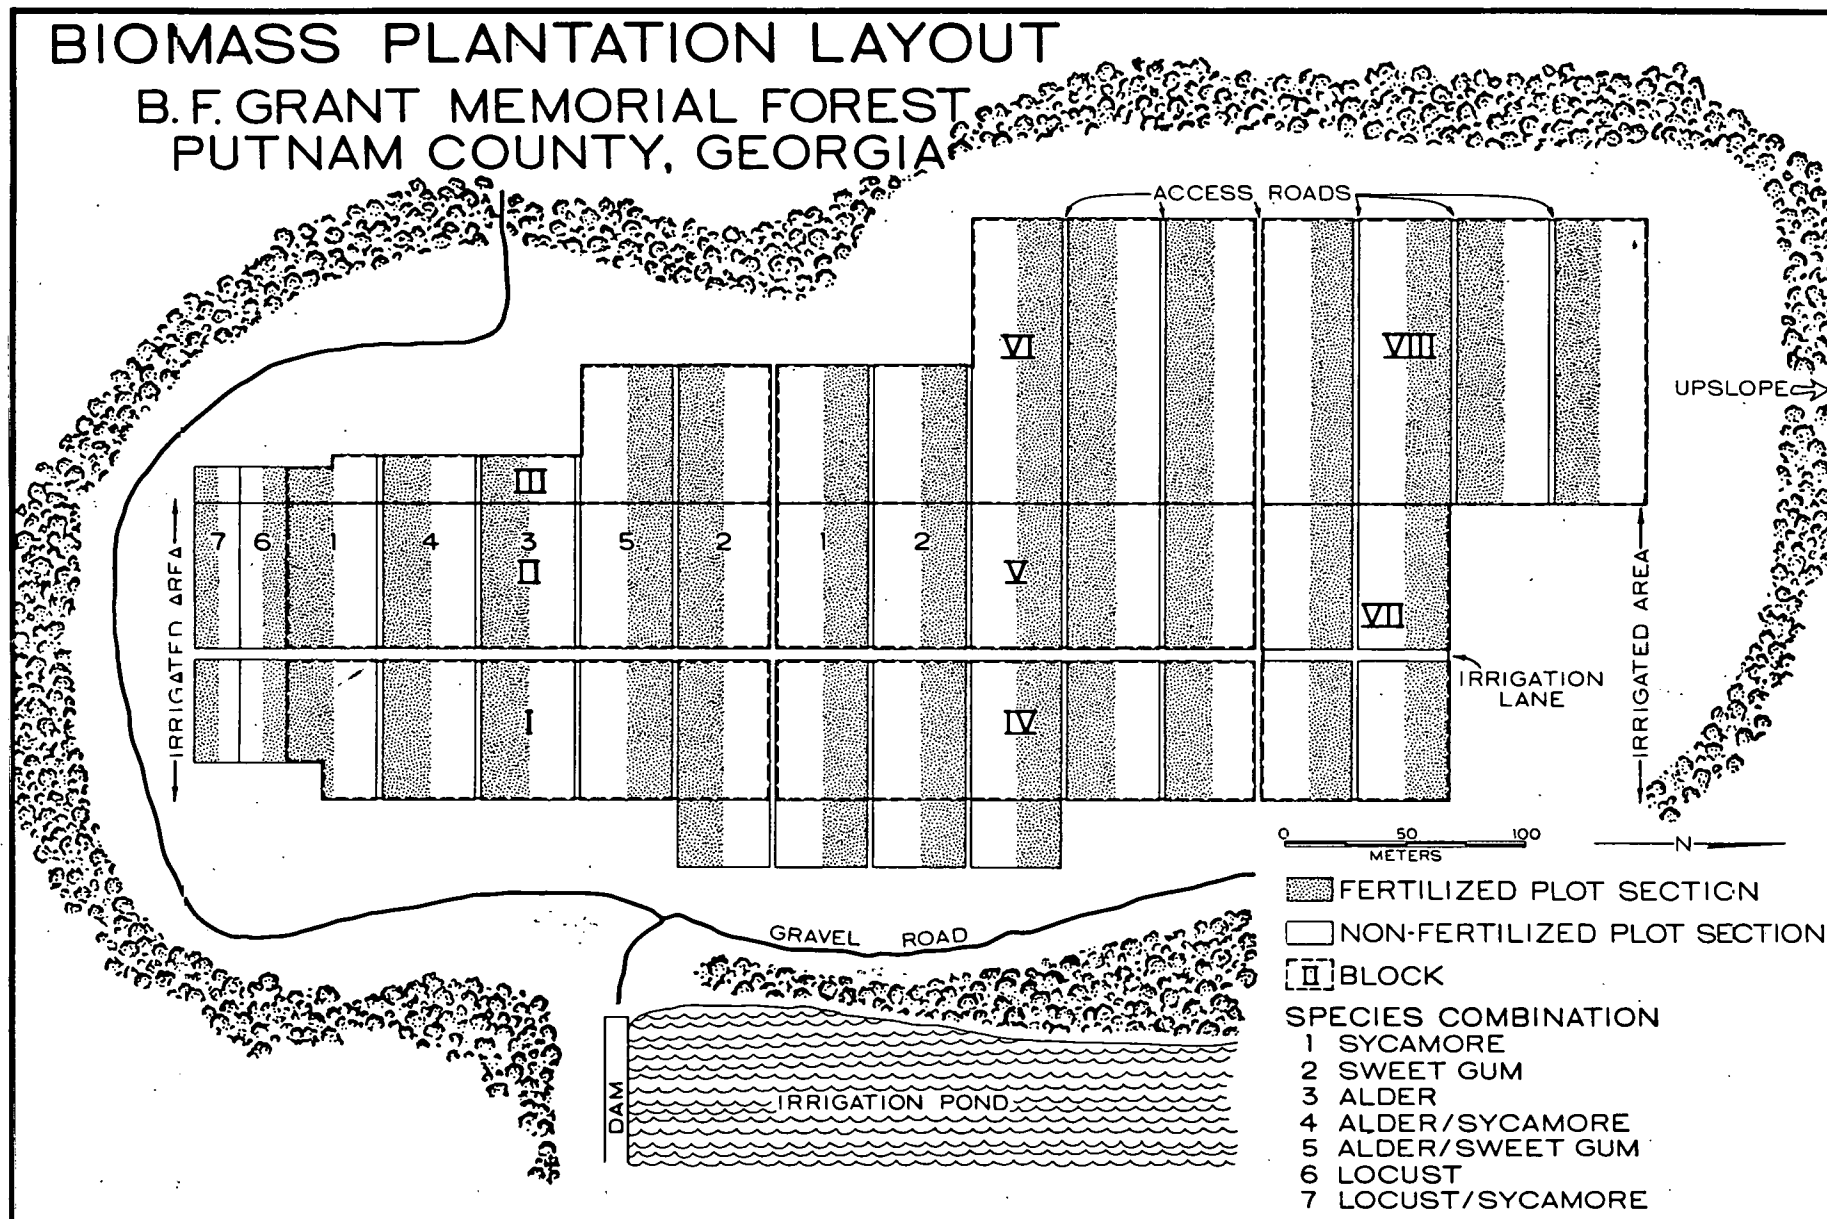 BIOMASS PLANTATION LAYOUT
B. F. GRANT MEMORIAL FOREST
PUTNAM COUNTY, GEORGIA
ACCESS ROADS
VI
VIII
UPSLOPE
III
7 6 1 4 3 5 2 1 2
II
V
VII
IRRIGATED AREA
IRRIGATED AREA
IRRIGATION
LANE
I
IV
0 50 100
METERS
N
FERTILIZED PLOT SECTION
NON-FERTILIZED PLOT SECTION
II BLOCK
GRAVEL ROAD
DAM
IRRIGATION POND
SPECIES COMBINATION
1 SYCAMORE
2 SWEET GUM
3 ALDER
4 ALDER/SYCAMORE
5 ALDER/SWEET GUM
6 LOCUST
7 LOCUST/SYCAMORE